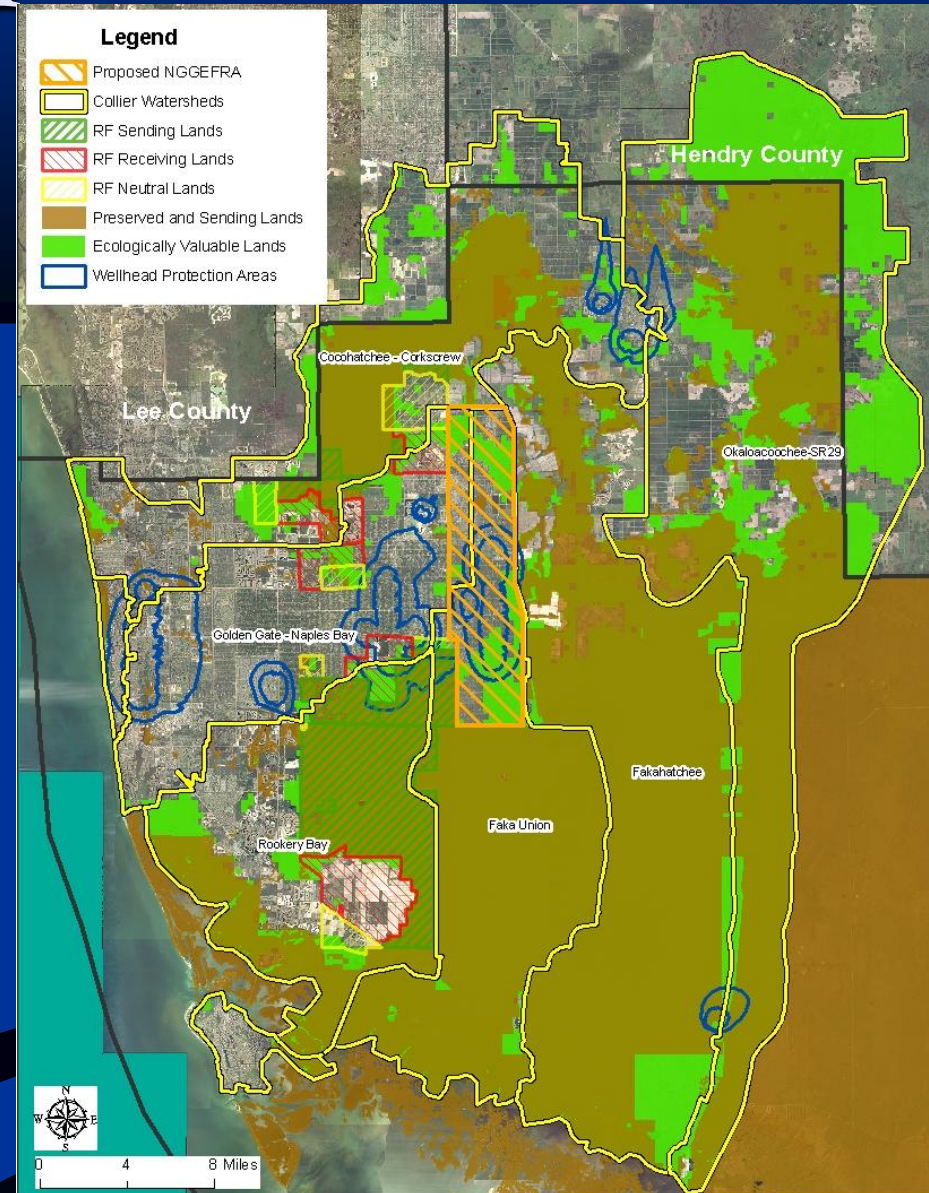 Legend
Proposed NGGEFRA
Collier Watersheds
RF Sending Lands
RF Receiving Lands
RF Neutral Lands
Preserved and Sending Lands
Ecologically Valuable Lands
Wellhead Protection Areas
Hendry County
Cocohatchee - Corkscrew
Lee County
Okaloacoochee-SR29
Golden Gate - Naples Bay
Fakahatchee
Faka Union
Rookery Bay
N
W E
S
0 4 8 Miles